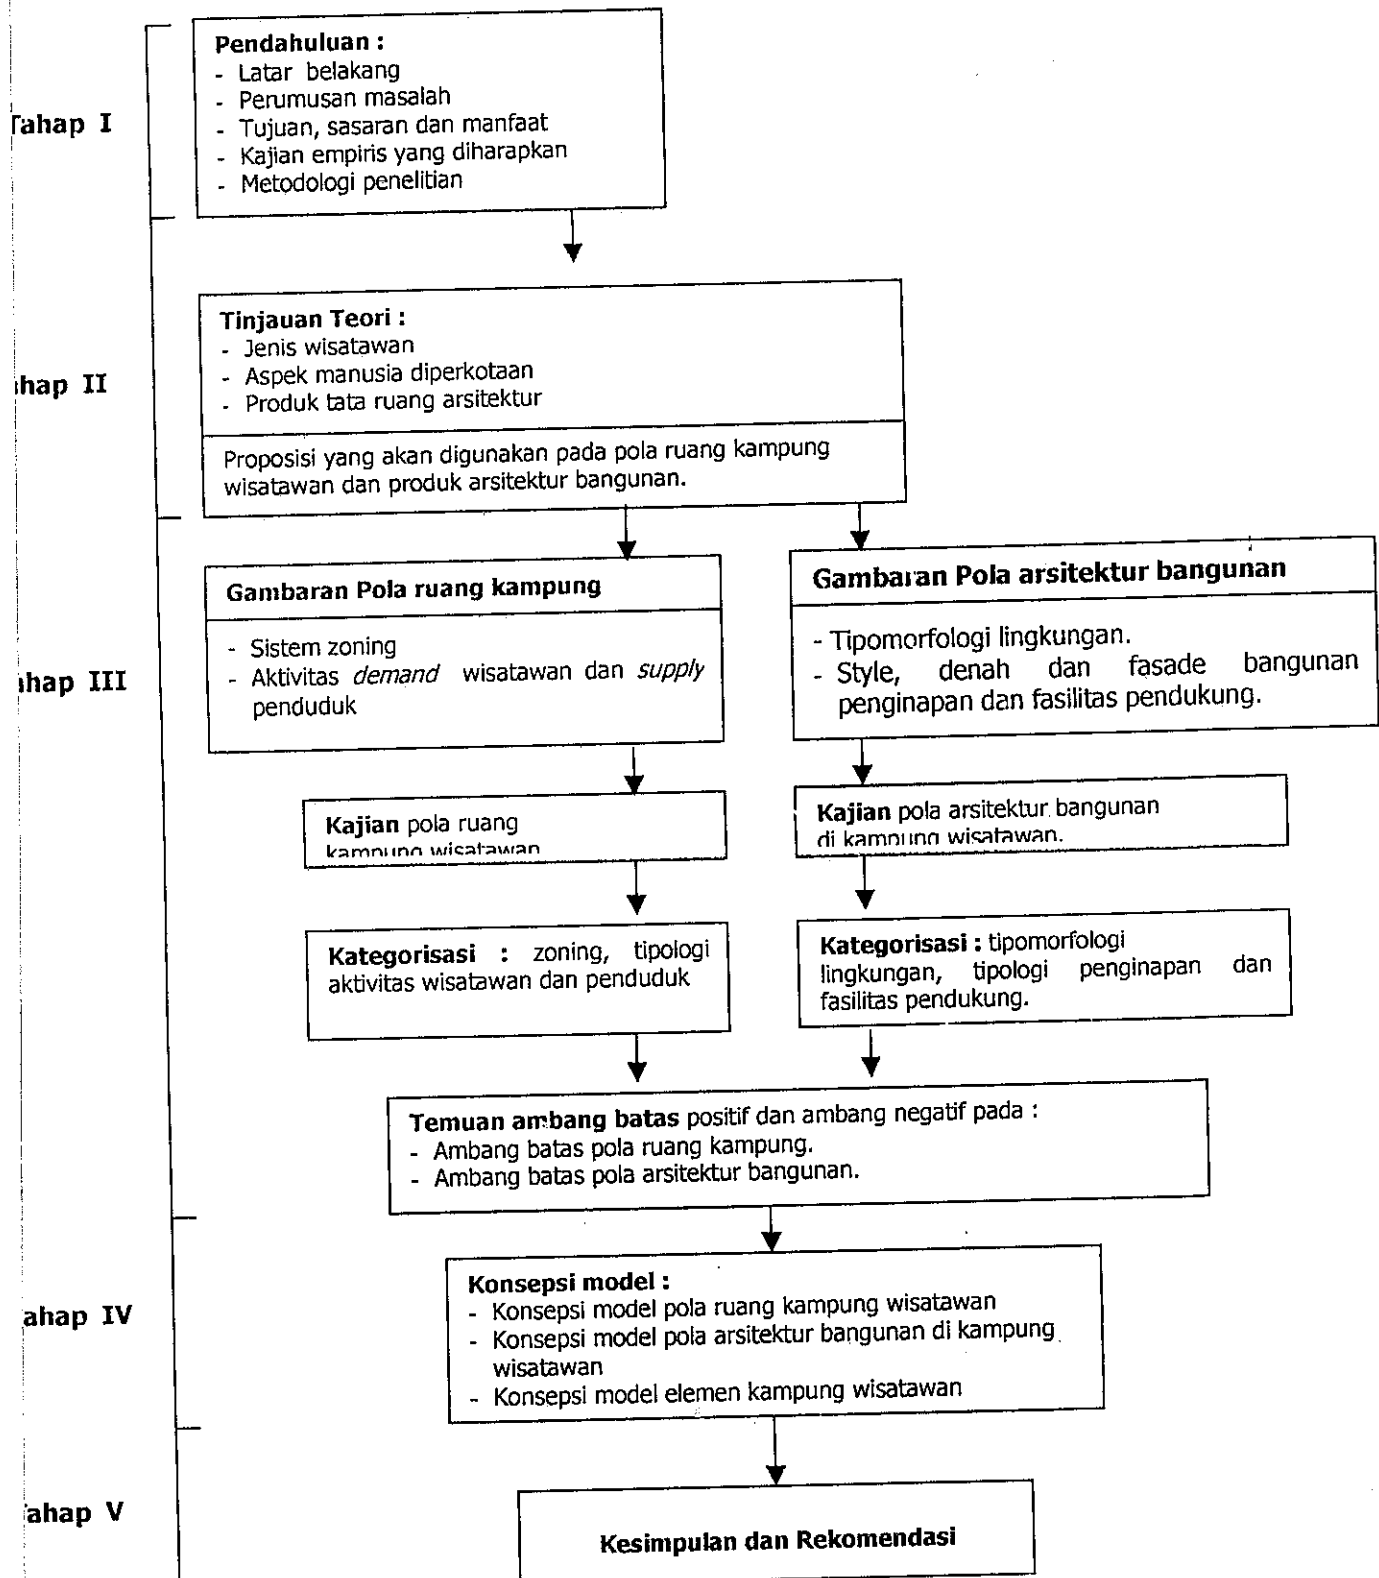 Pendahuluan :
- Latar belakang
- Perumusan masalah
- Tujuan, sasaran dan manfaat
- Kajian empiris yang diharapkan
- Metodologi penelitian
Tahap I
Tinjauan Teori :
- Jenis wisatawan
- Aspek manusia diperkotaan
- Produk tata ruang arsitektur
Proposisi yang akan digunakan pada pola ruang kampung
wisatawan dan produk arsitektur bangunan.
ahap II
Gambaran Pola ruang kampung
- Sistem zoning
- Aktivitas demand wisatawan dan supply
penduduk
Gambaran Pola arsitektur bangunan
- Tipomorfologi lingkungan.
- Style, denah dan fasade bangunan
penginapan dan fasilitas pendukung.
ahap III
Kajian pola ruang
kampung wisatawan
Kajian pola arsitektur bangunan
di kampung wisatawan.
Kategorisasi : zoning, tipologi
aktivitas wisatawan dan penduduk
Kategorisasi : tipomorfologi
lingkungan, tipologi penginapan dan
fasilitas pendukung.
Temuan ambang batas positif dan ambang negatif pada :
- Ambang batas pola ruang kampung.
- Ambang batas pola arsitektur bangunan.
Konsepsi model :
- Konsepsi model pola ruang kampung wisatawan
- Konsepsi model pola arsitektur bangunan di kampung
wisatawan
- Konsepsi model elemen kampung wisatawan
ahap IV
Kesimpulan dan Rekomendasi
ahap V